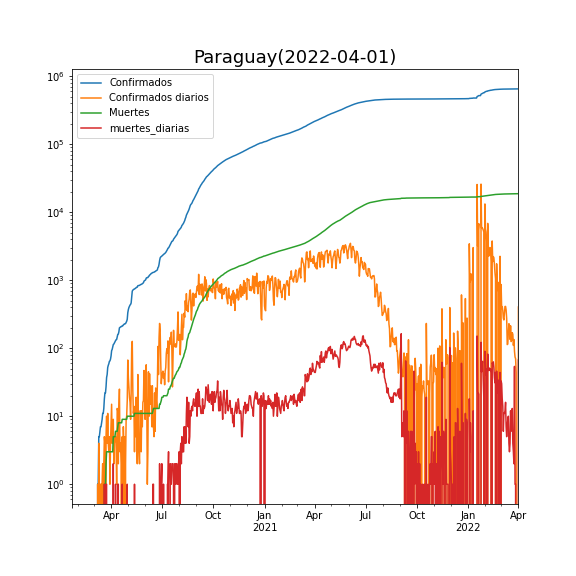 Paraguay(2022-04-01)
10⁶
10⁵
10⁴
10³
10²
10¹
10⁰
Confirmados
Confirmados diarios
Muertes
muertes_diarias
Apr Jul Oct Jan Apr Jul Oct Jan Apr
2021 2022